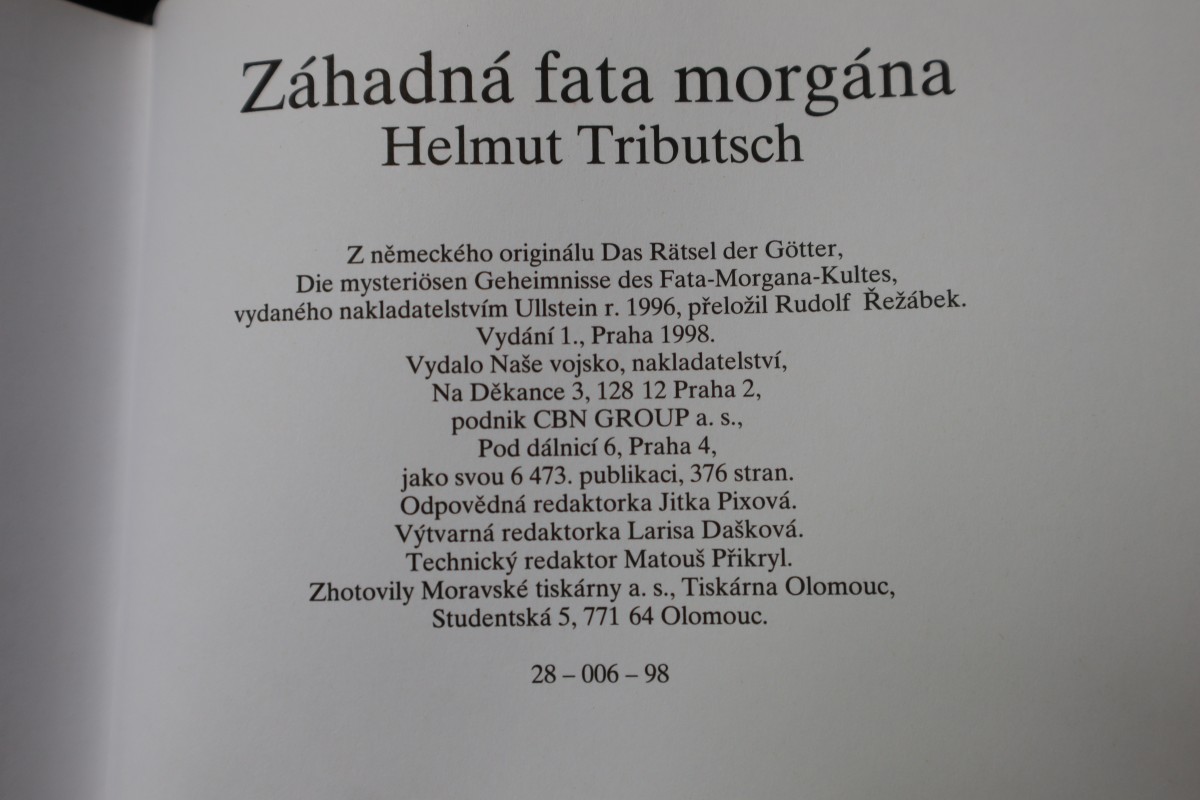 Záhadná fata morgána
Helmut Tributsch
Z německého originálu Das Rätsel der Götter,
Die mysteriösen Geheimnisse des Fata-Morgana-Kultes,
vydaného nakladatelstvím Ullstein r. 1996, přeložil Rudolf Řežábek.
Vydání 1., Praha 1998.
Vydalo Naše vojsko, nakladatelství,
Na Děkance 3, 128 12 Praha 2,
podnik CBN GROUP a. s.,
Pod dálnicí 6, Praha 4,
jako svou 6 473. publikaci, 376 stran.
Odpovědná redaktorka Jitka Pixová.
Výtvarná redaktorka Larisa Dašková.
Technický redaktor Matouš Přikryl.
Zhotovily Moravské tiskárny a. s., Tiskárna Olomouc,
Studentská 5, 771 64 Olomouc.
28 – 006 – 98